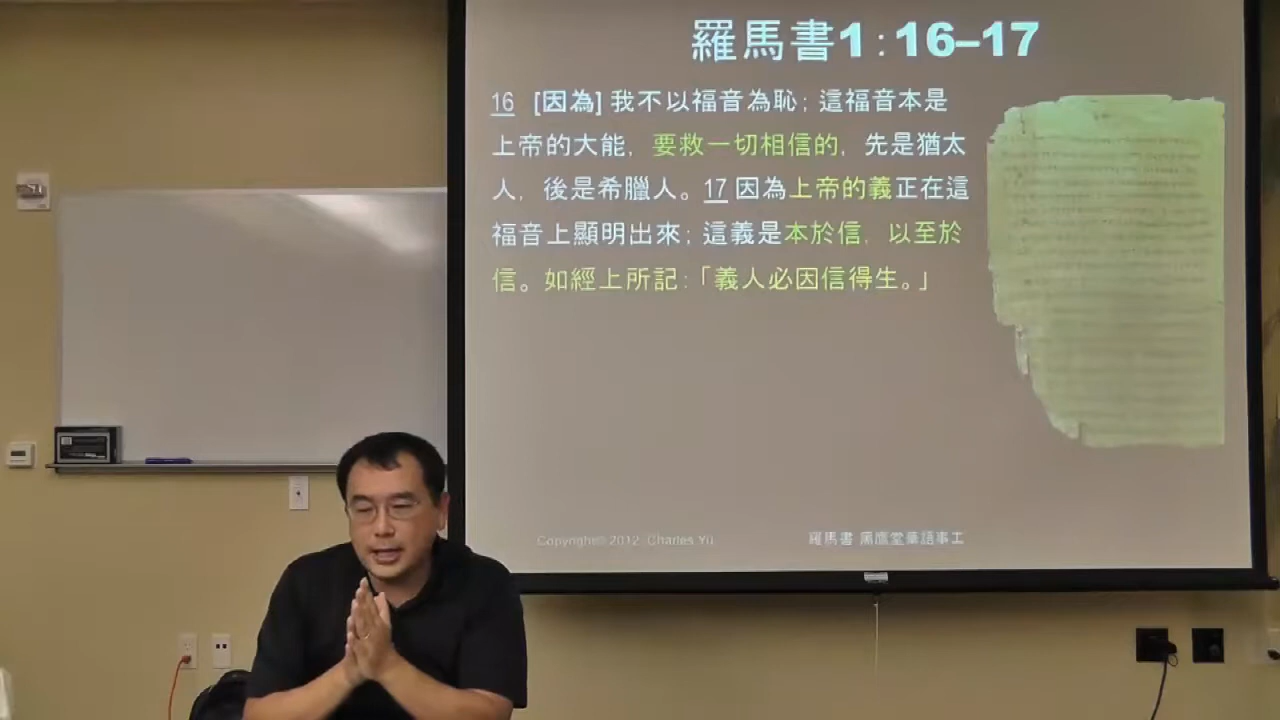 羅馬書1：16–17
16 [因為] 我不以福音為恥；這福音本是
上帝的大能，要救一切相信的，先是猶太
人，後是希臘人。17 因為上帝的義正在這
福音上顯明出來；這義是本於信，以至於
信。如經上所記：「義人必因信得生。」
Copyright© 2012, Charles Yu
羅馬書 黑鷹堂華語事工